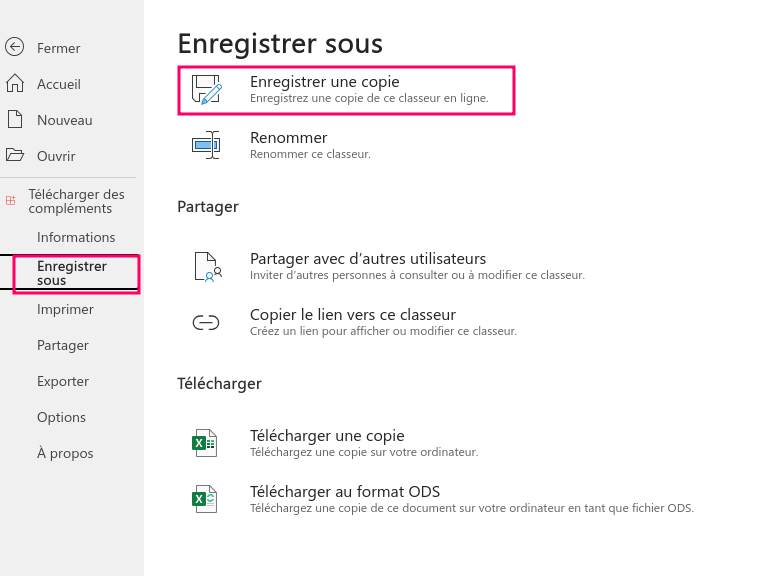 Fermer
Accueil
Nouveau
Ouvrir
Télécharger des
compléments
Informations
Enregistrer
sous
Imprimer
Partager
Exporter
Options
À propos
Enregistrer sous
Enregistrer une copie
Enregistrez une copie de ce classeur en ligne.
Renommer
Renommer ce classeur.
Partager
Partager avec d’autres utilisateurs
Inviter d’autres personnes à consulter ou à modifier ce classeur.
Copier le lien vers ce classeur
Créez un lien pour afficher ou modifier ce classeur.
Télécharger
Télécharger une copie
Téléchargez une copie sur votre ordinateur.
Télécharger au format ODS
Téléchargez une copie de ce document sur votre ordinateur en tant que fichier ODS.